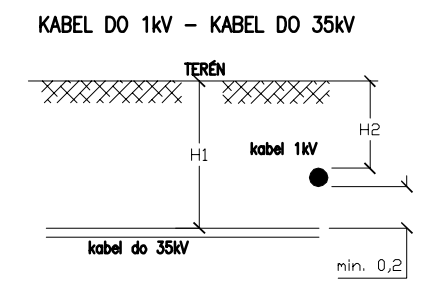 KABEL DO 1kV – KABEL DO 35kV
TERÉN
H2
kabel 1kV
H1
kabel do 35kV
min. 0,2